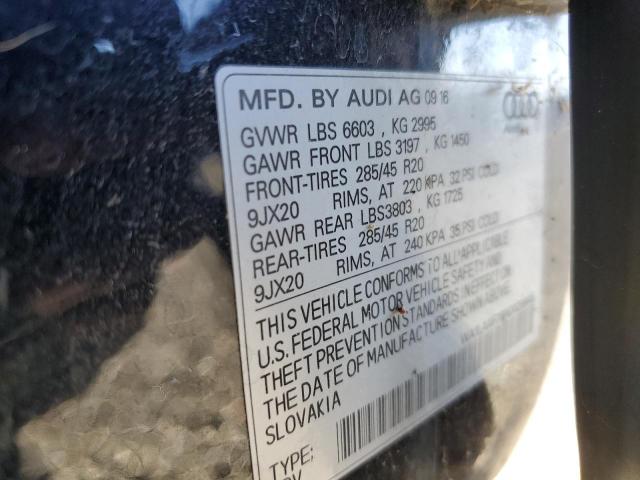 MFD. BY AUDI AG 09 16
GVWR LBS 6603 , KG 2995
GAWR FRONT LBS 3197 , KG 1450
FRONT-TIRES 285/45 R20
9JX20 RIMS, AT 220 KPA 32 PSI COLD
GAWR REAR LBS3803 , KG 1725
REAR-TIRES 285/45 R20
9JX20 RIMS, AT 240 KPA 35 PSI COLD
THIS VEHICLE CONFORMS TO ALL APPLICABLE
U.S. FEDERAL MOTOR VEHICLE SAFETY AND
THEFT PREVENTION STANDARDS IN EFFECT ON
THE DATE OF MANUFACTURE SHOWN ABOVE.
SLOVAKIA
TYPE: